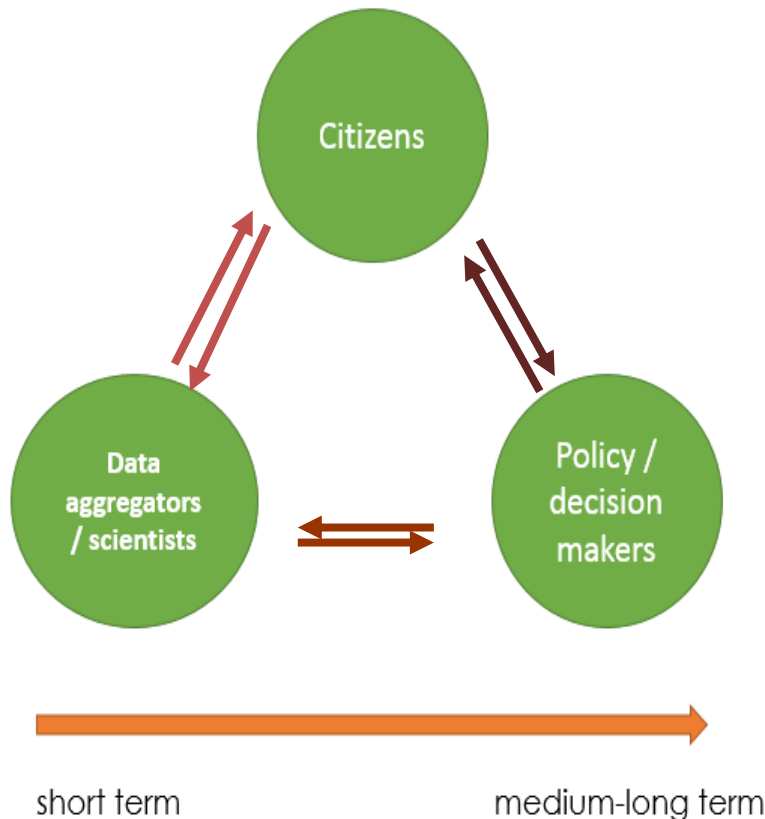 Citizens
Data
aggregators
/ scientists
Policy /
decision
makers
short term
medium-long term